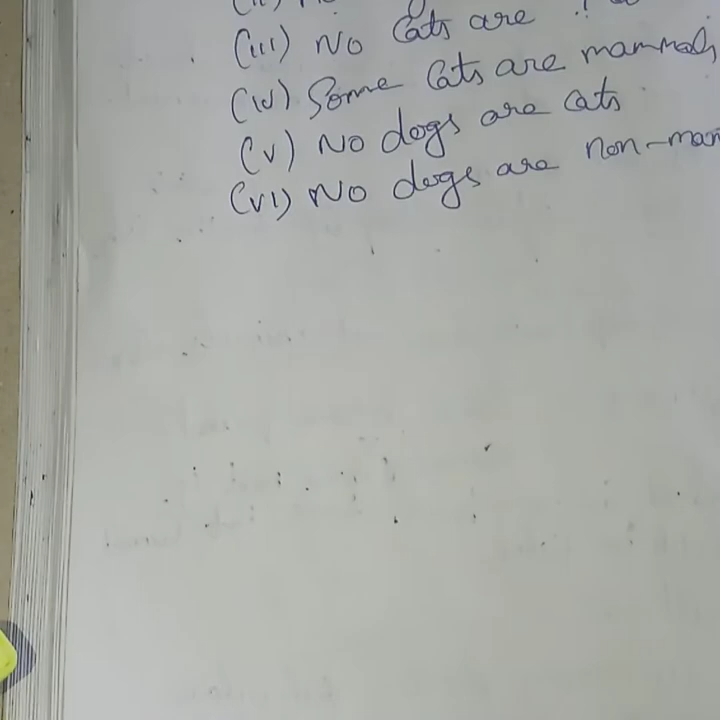 (iii) No Cats are
(iv) Some Cats are mammals
(v) No dogs are cats
(vi) No dogs are non-mam